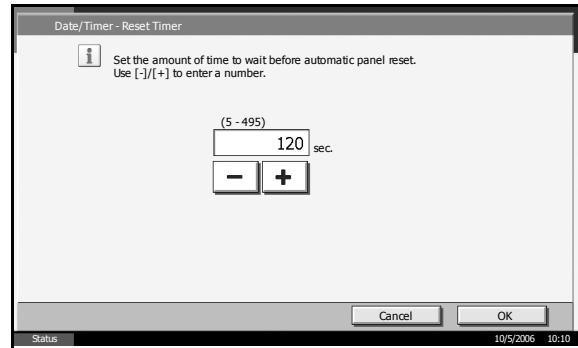 Date/Timer - Reset Timer
Set the amount of time to wait before automatic panel reset.
Use [-]/[+] to enter a number.
(5 - 495)
120 sec.
− +
Cancel OK
Status 10/5/2006 10:10